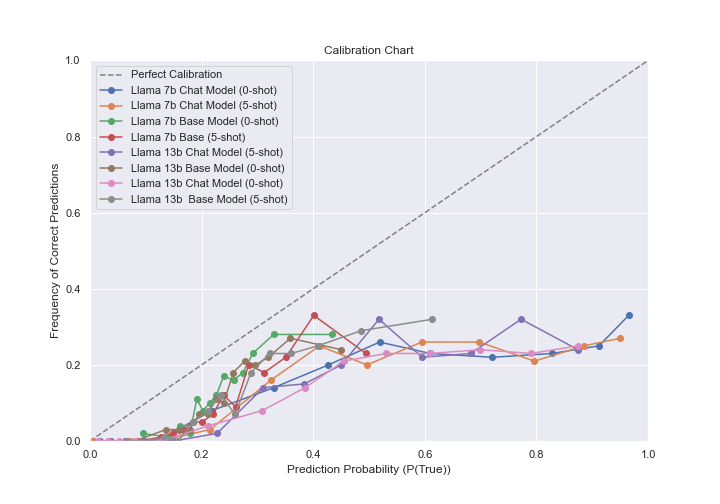 Calibration Chart
1.0
0.8
0.6
0.4
0.2
0.0
Frequency of Correct Predictions
Perfect Calibration
Llama 7b Chat Model (0-shot)
Llama 7b Chat Model (5-shot)
Llama 7b Base Model (0-shot)
Llama 7b Base (5-shot)
Llama 13b Chat Model (5-shot)
Llama 13b Base Model (0-shot)
Llama 13b Chat Model (0-shot)
Llama 13b  Base Model (5-shot)
0.0 0.2 0.4 0.6 0.8 1.0
Prediction Probability (P(True))